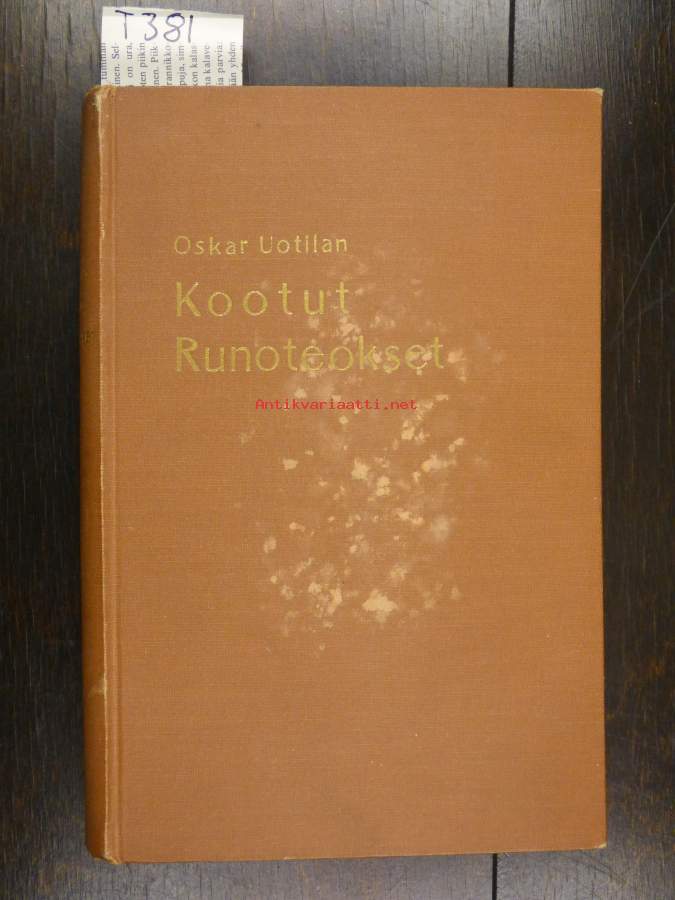 T381
Oskar Uotilan
Kootut
Runoteokset
Antikvariaatti.net